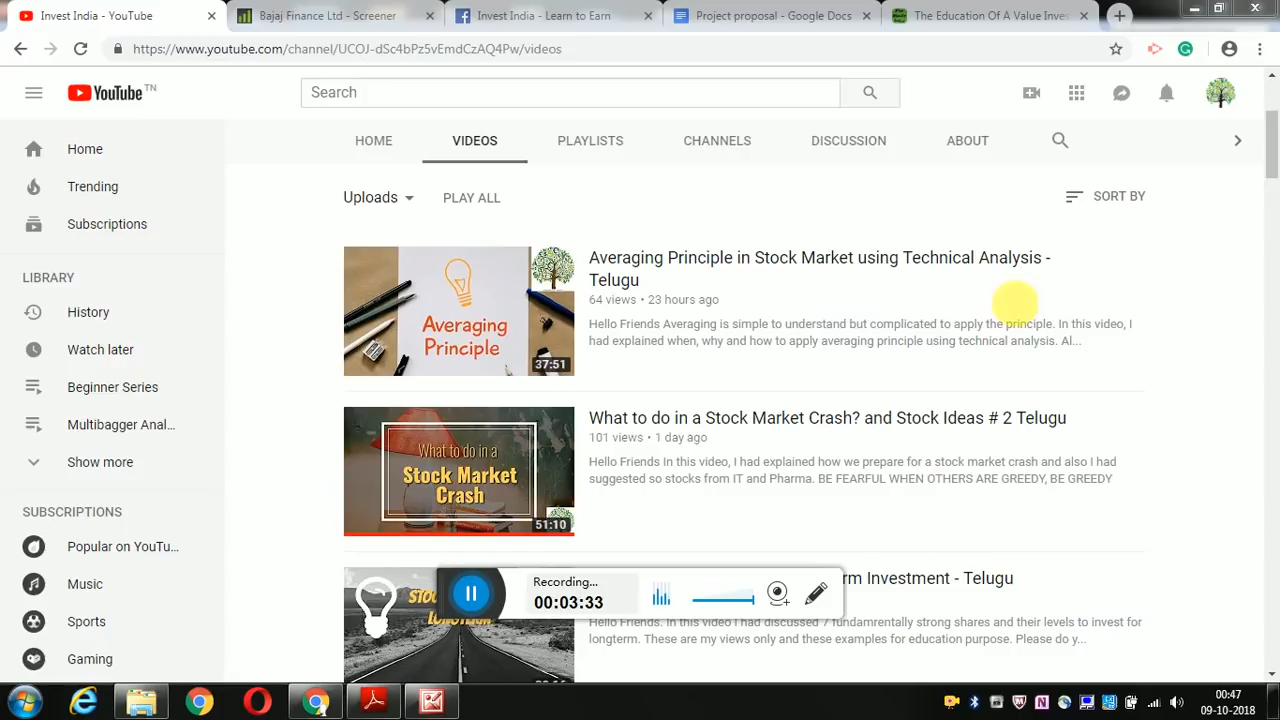 Invest India - YouTube
Bajaj Finance Ltd - Screener
Invest India - Learn to Earn
Project proposal - Google Docs
The Education Of A Value Inves
https://www.youtube.com/channel/UCOJ-dSc4bPz5vEmdCzAQ4Pw/videos
YouTube TN
Search
HOME
VIDEOS
PLAYLISTS
CHANNELS
DISCUSSION
ABOUT
Home
Trending
Subscriptions
LIBRARY
History
Watch later
Beginner Series
Multibagger Anal...
Show more
SUBSCRIPTIONS
Popular on YouTu...
Music
Sports
Gaming
Uploads
PLAY ALL
SORT BY
Averaging
Principle
37:51
Averaging Principle in Stock Market using Technical Analysis -
Telugu
64 views • 23 hours ago
Hello Friends Averaging is simple to understand but complicated to apply the principle. In this video, I
had explained when, why and how to apply averaging principle using technical analysis. Al...
What to do in a
Stock Market
Crash
51:10
What to do in a Stock Market Crash? and Stock Ideas # 2 Telugu
101 views • 1 day ago
Hello Friends In this video, I had explained how we prepare for a stock market crash and also I had
suggested so stocks from IT and Pharma. BE FEARFUL WHEN OTHERS ARE GREEDY, BE GREEDY
rm Investment - Telugu
Hello Friends. In this video I had discussed 7 fundamrentally strong shares and their levels to invest for
longterm. These are my views only and these examples for education purpose. Please do y...
Recording...
00:03:33
00:47
09-10-2018